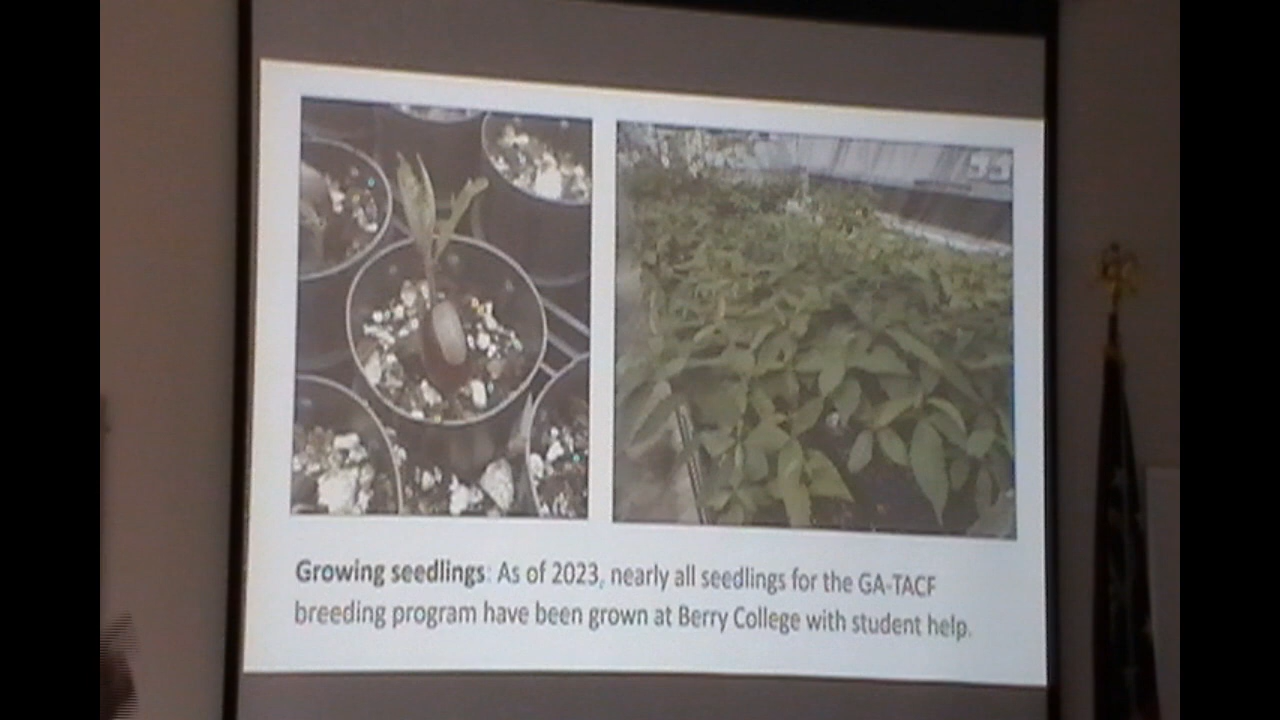 Growing seedlings: As of 2023, nearly all seedlings for the GA-TACF
breeding program have been grown at Berry College with student help.